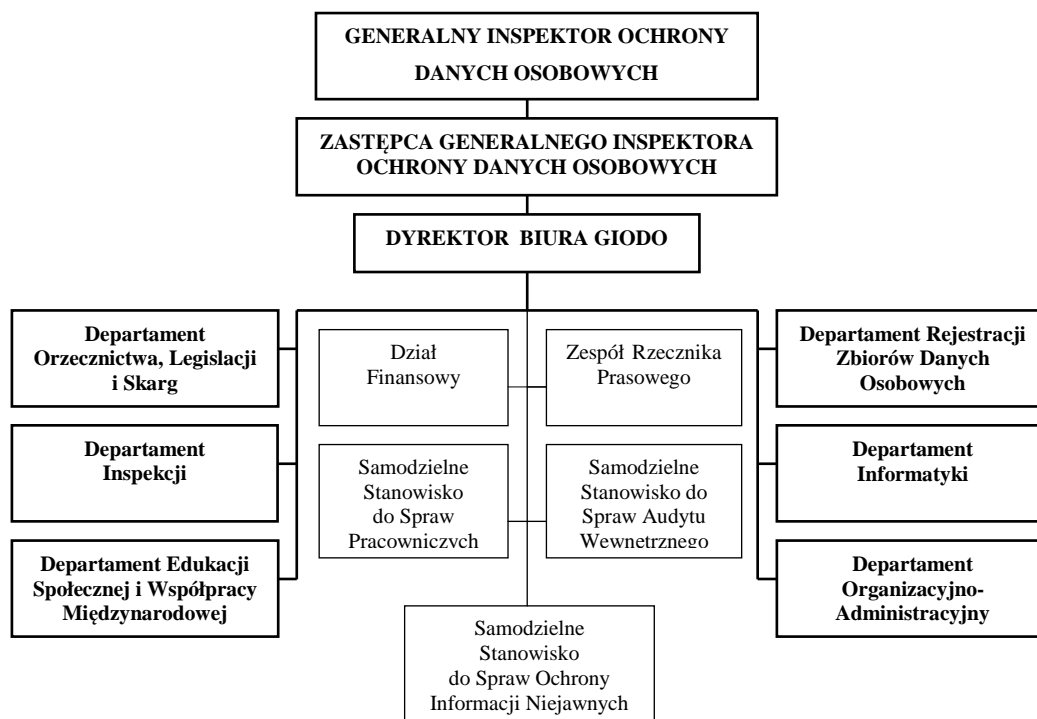 GENERALNY INSPEKTOR OCHRONY
DANYCH OSOBOWYCH
ZASTĘPCA GENERALNEGO INSPEKTORA
OCHRONY DANYCH OSOBOWYCH
DYREKTOR BIURA GIODO
Departament
Orzecznictwa, Legislacji
i Skarg
Dział
Finansowy
Zespół Rzecznika
Prasowego
Departament Rejestracji
Zbiorów Danych
Osobowych
Departament
Inspekcji
Samodzielne
Stanowisko
do Spraw
Pracowniczych
Samodzielne
Stanowisko do
Spraw Audytu
Wewnętrznego
Departament
Informatyki
Departament Edukacji
Społecznej i Współpracy
Międzynarodowej
Departament
Organizacyjno-
Administracyjny
Samodzielne
Stanowisko
do Spraw Ochrony
Informacji Niejawnych